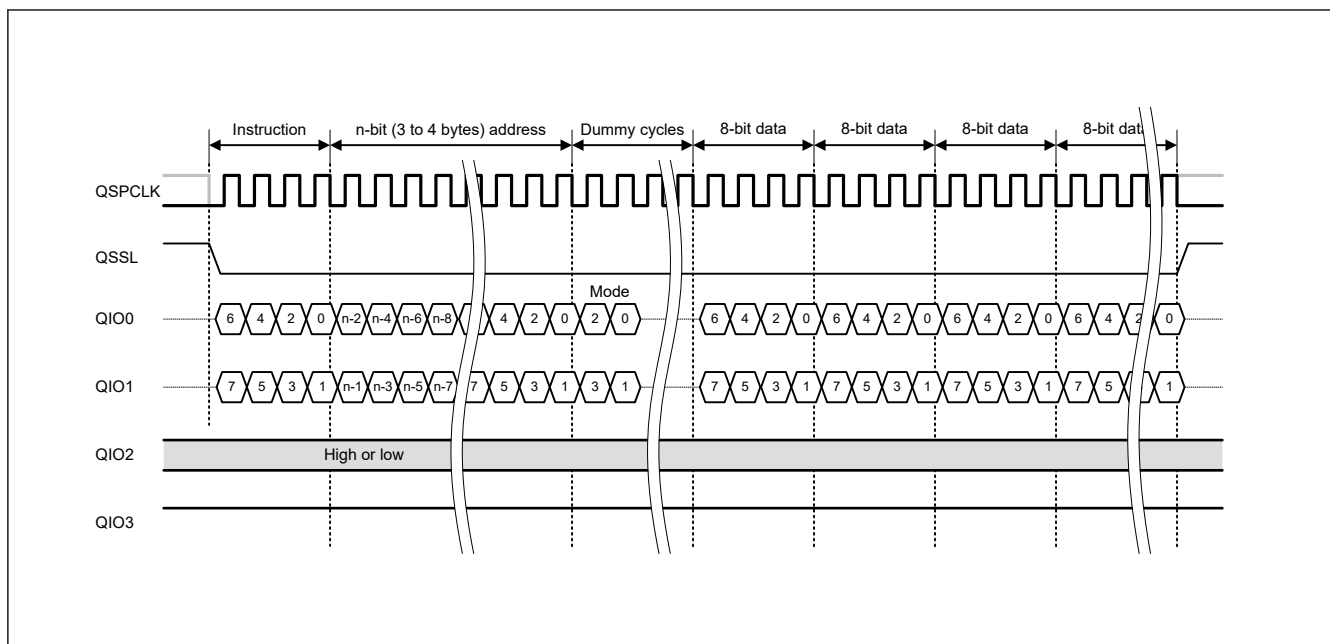 Instruction n-bit (3 to 4 bytes) address Dummy cycles 8-bit data 8-bit data 8-bit data 8-bit data
QSPCLK
QSSL
Mode
QIO0 6 4 2 0 n-2 n-4 n-6 n-8 4 2 0 2 0 6 4 2 0 6 4 2 0 6 4 2 0 6 4 2 0
QIO1 7 5 3 1 n-1 n-3 n-5 n-7 7 5 3 1 3 1 7 5 3 1 7 5 3 1 7 5 3 1 7 5 1
QIO2 High or low
QIO3